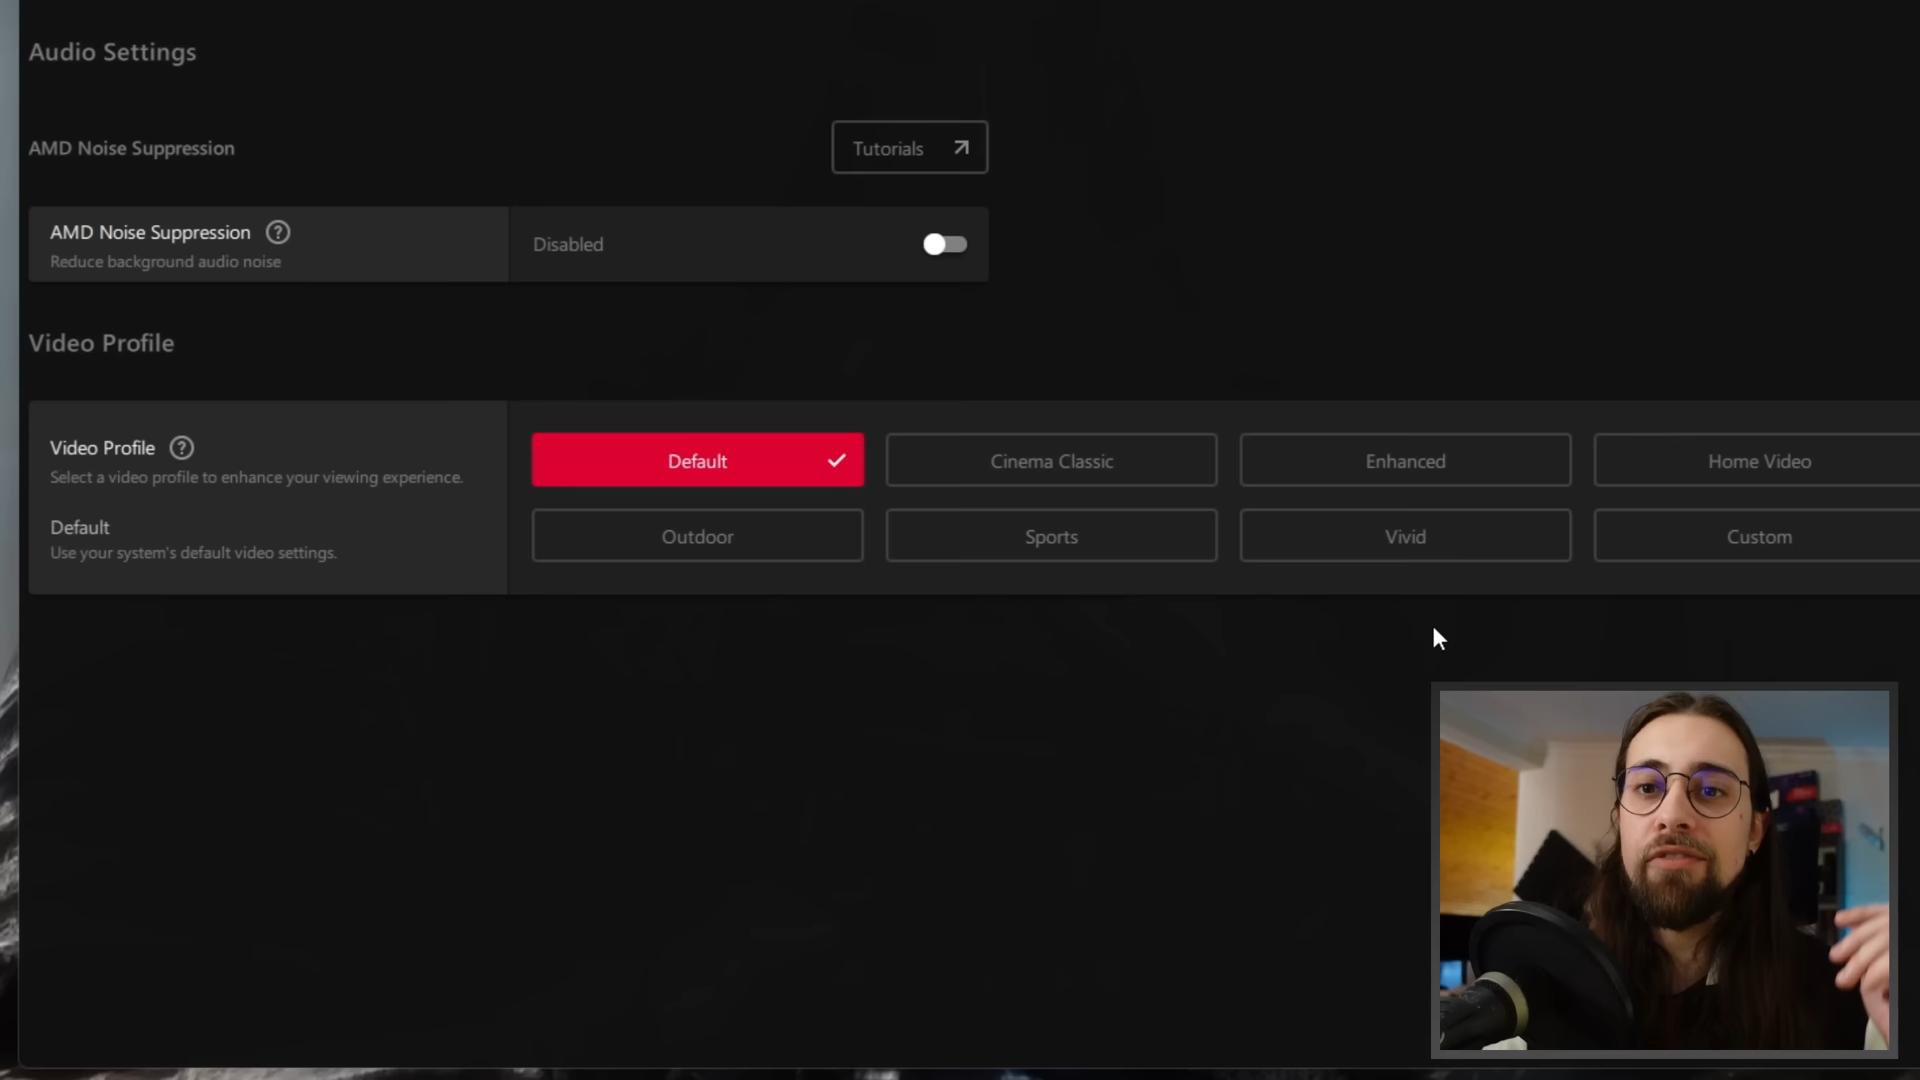 Audio Settings
AMD Noise Suppression
Tutorials
AMD Noise Suppression
Reduce background audio noise
Disabled
Video Profile
Video Profile
Select a video profile to enhance your viewing experience.
Default
Use your system's default video settings.
Default
Cinema Classic
Enhanced
Home Video
Outdoor
Sports
Vivid
Custom